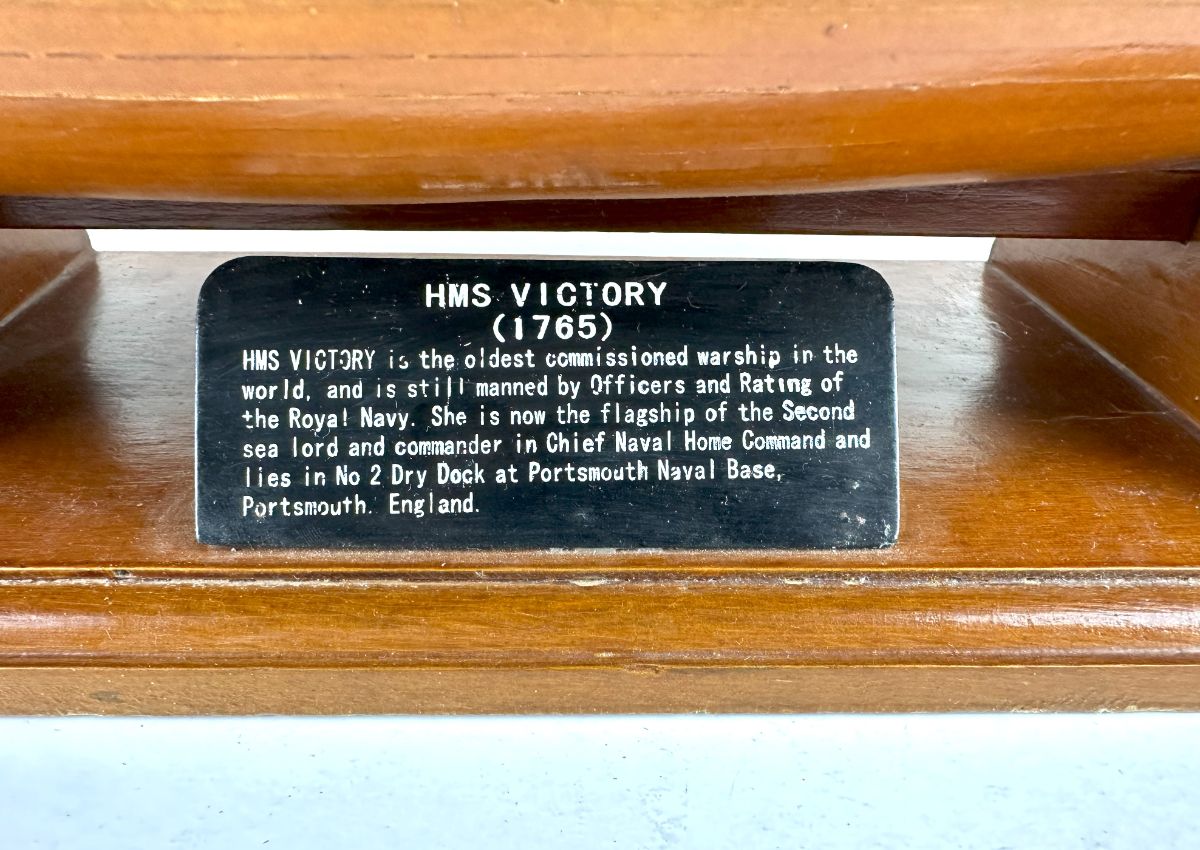 HMS VICTORY
(1765)
HMS VICTORY is the oldest commissioned warship in the
world, and is still manned by Officers and Rating of
the Royal Navy. She is now the flagship of the Second
sea lord and commander in Chief Naval Home Command and
lies in No 2 Dry Dock at Portsmouth Naval Base,
Portsmouth. England.